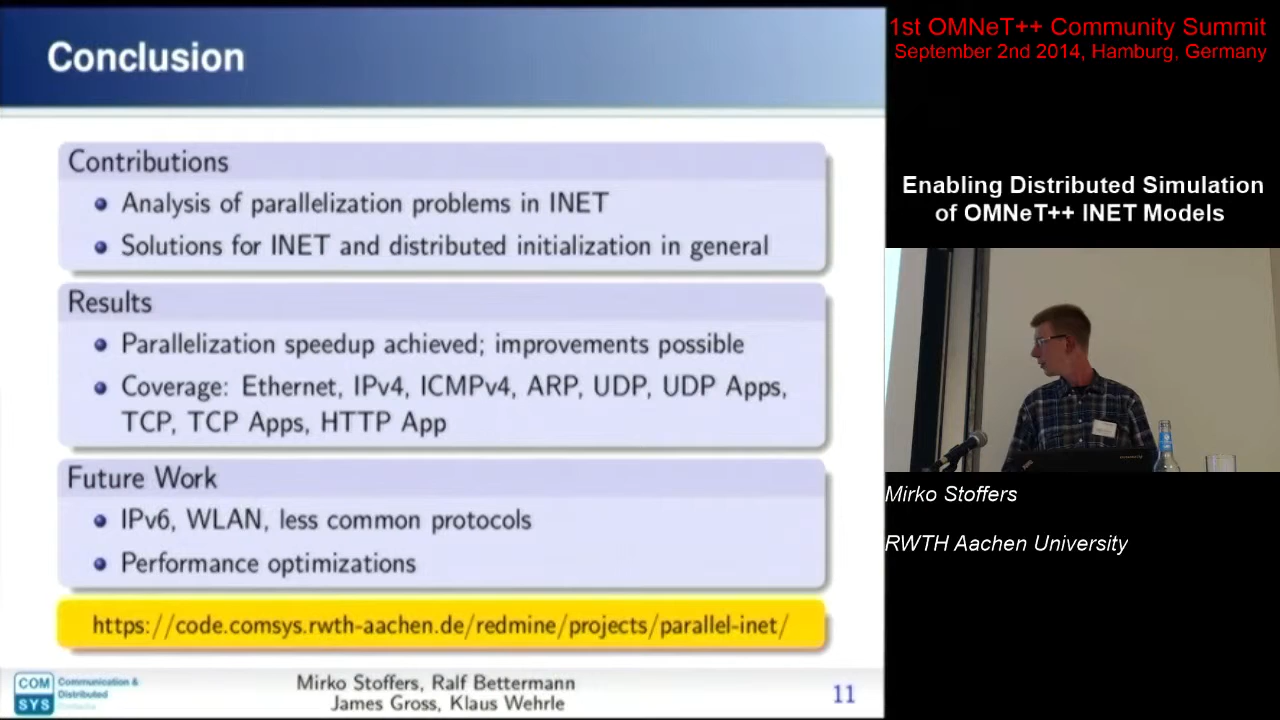 Conclusion
Contributions
Analysis of parallelization problems in INET
Solutions for INET and distributed initialization in general
Results
Parallelization speedup achieved; improvements possible
Coverage: Ethernet, IPv4, ICMPv4, ARP, UDP, UDP Apps,
TCP, TCP Apps, HTTP App
Future Work
IPv6, WLAN, less common protocols
Performance optimizations
https://code.comsys.rwth-aachen.de/redmine/projects/parallel-inet/
COM
SYS
Communication &
Distributed
Mirko Stoffers, Ralf Bettermann
James Gross, Klaus Wehrle
11
1st OMNeT++ Community Summit
September 2nd 2014, Hamburg, Germany
Enabling Distributed Simulation
of OMNeT++ INET Models
Mirko Stoffers
RWTH Aachen University